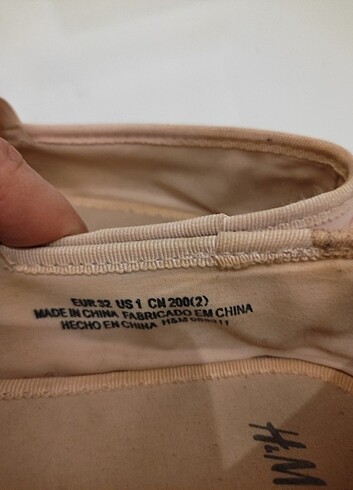 EUR 32 US 1 CN 200(2)
MADE IN CHINA FABRICADO EM CHINA
HECHO EN CHINA H&M
H&M